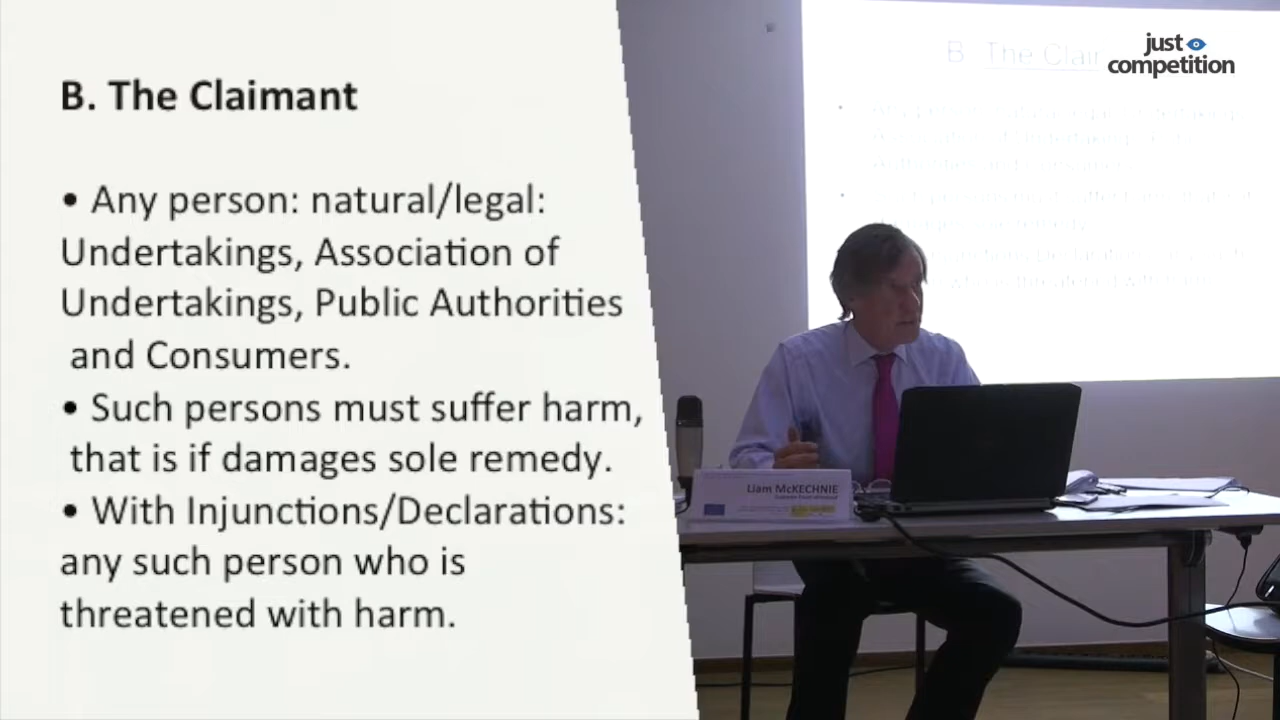 B. The Claimant
• Any person: natural/legal:
Undertakings, Association of
Undertakings, Public Authorities
and Consumers.
• Such persons must suffer harm,
that is if damages sole remedy.
• With Injunctions/Declarations:
any such person who is
threatened with harm.
just
competition
B The Clai
Liam McKECHNIE